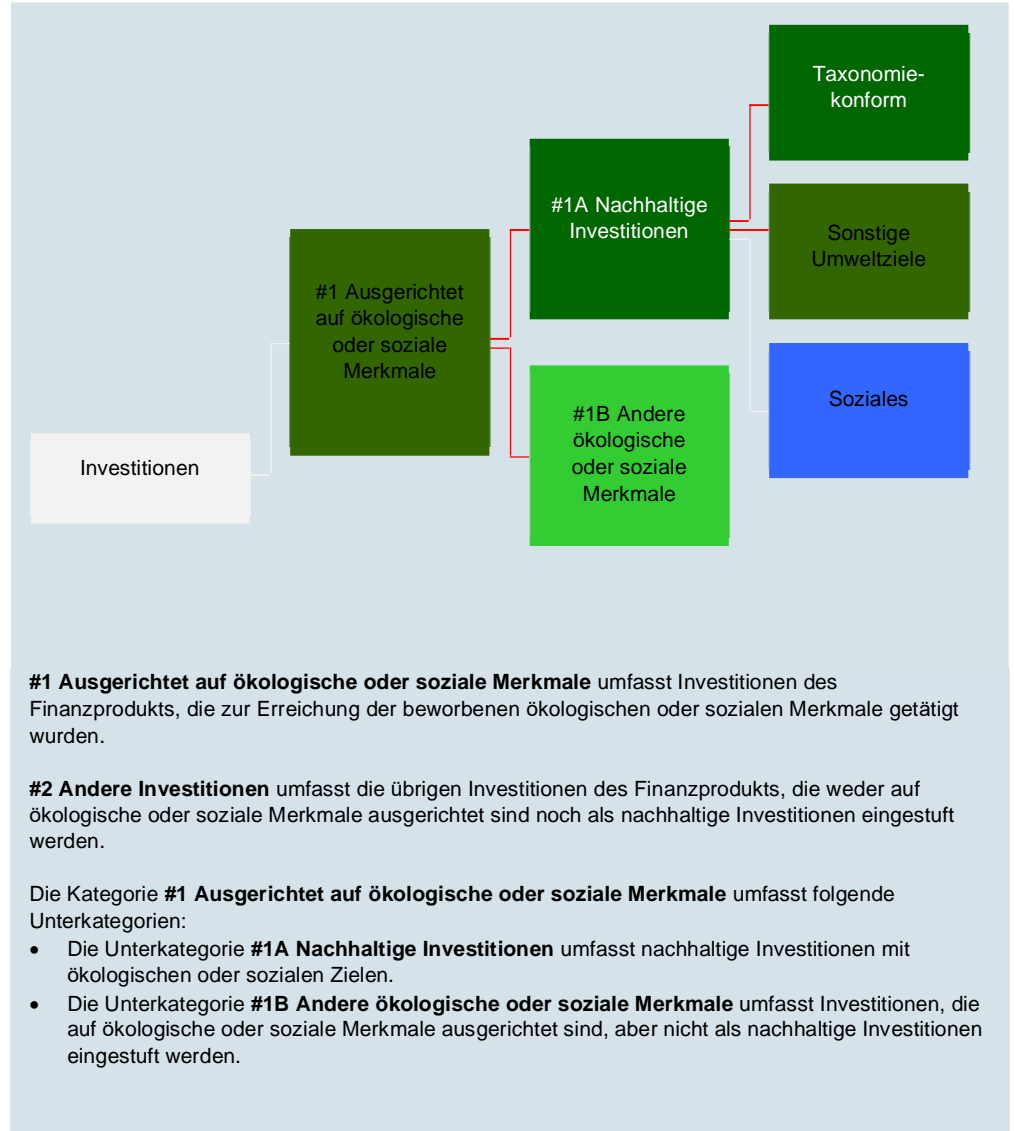 Taxonomie-
konform
#1A Nachhaltige
Investitionen
Sonstige
Umweltziele
#1 Ausgerichtet
auf ökologische
oder soziale
Merkmale
Soziales
#1B Andere
ökologische
oder soziale
Merkmale
Investitionen
#1 Ausgerichtet auf ökologische oder soziale Merkmale umfasst Investitionen des
Finanzprodukts, die zur Erreichung der beworbenen ökologischen oder sozialen Merkmale getätigt
wurden.
#2 Andere Investitionen umfasst die übrigen Investitionen des Finanzprodukts, die weder auf
ökologische oder soziale Merkmale ausgerichtet sind noch als nachhaltige Investitionen eingestuft
werden.
Die Kategorie #1 Ausgerichtet auf ökologische oder soziale Merkmale umfasst folgende
Unterkategorien:
• Die Unterkategorie #1A Nachhaltige Investitionen umfasst nachhaltige Investitionen mit
ökologischen oder sozialen Zielen.
• Die Unterkategorie #1B Andere ökologische oder soziale Merkmale umfasst Investitionen, die
auf ökologische oder soziale Merkmale ausgerichtet sind, aber nicht als nachhaltige Investitionen
eingestuft werden.